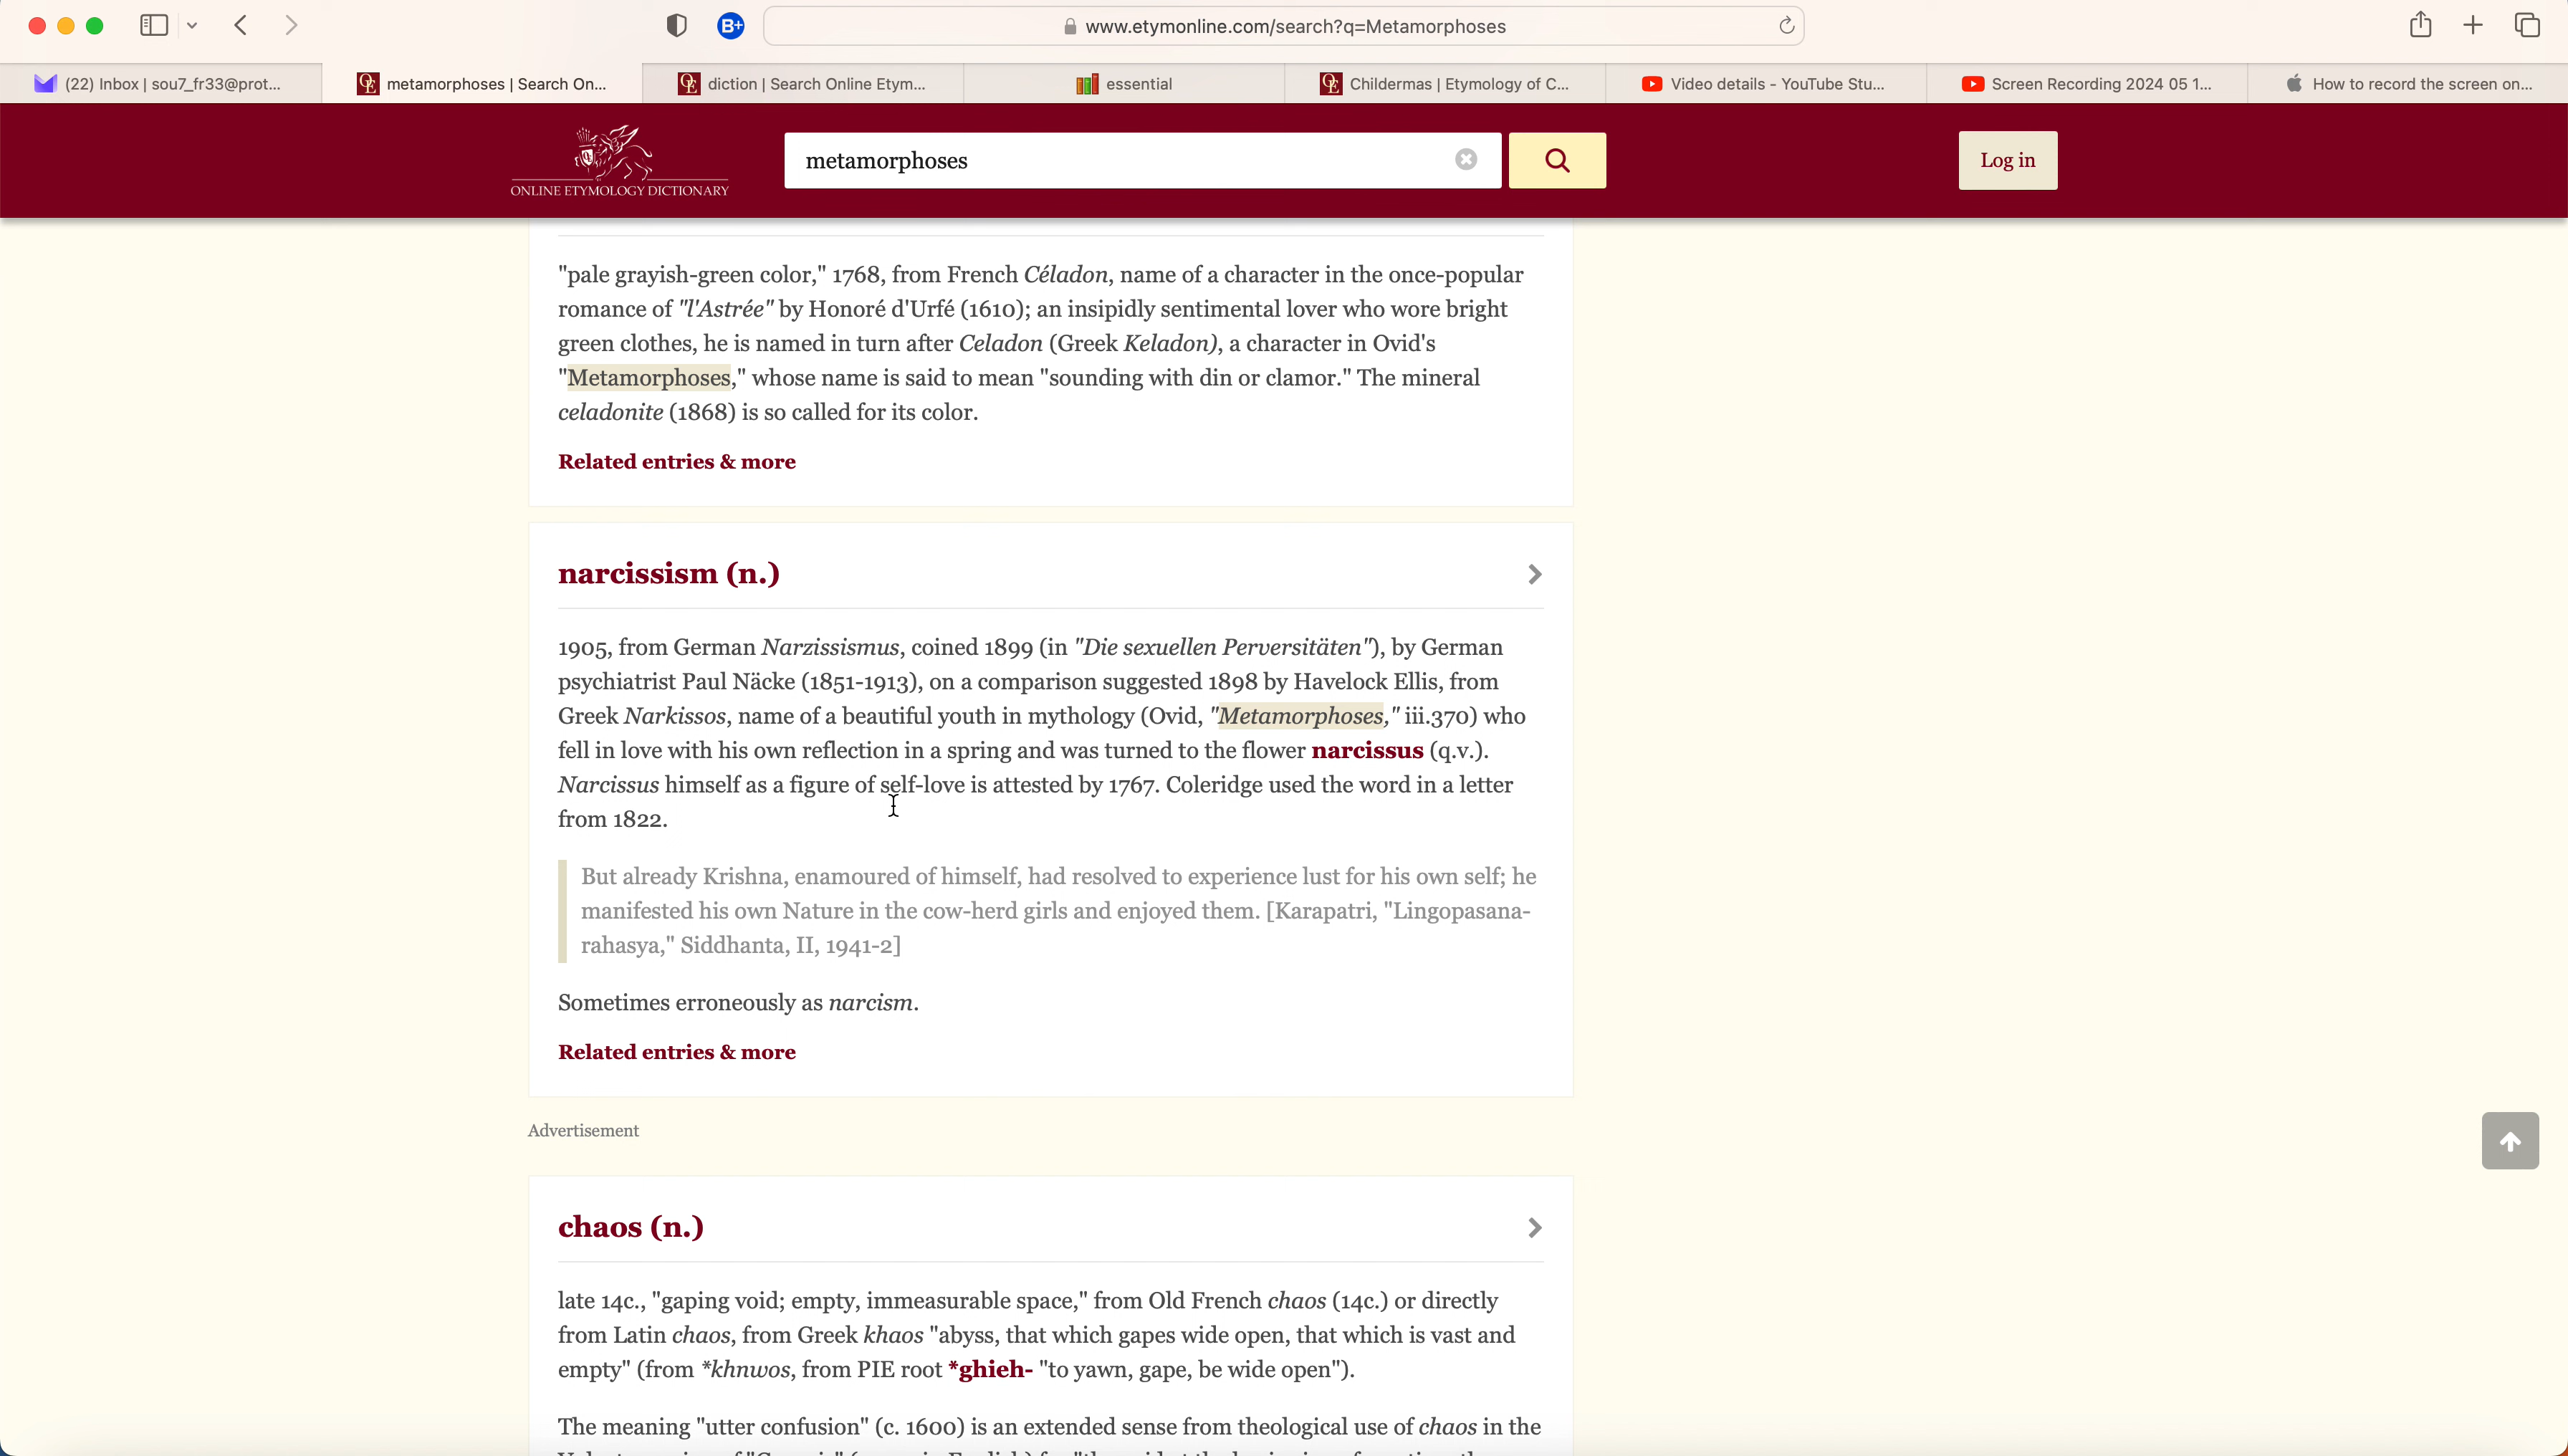 www.etymonline.com/search?q=Metamorphoses
(22) Inbox | sou7_fr33@prot...
metamorphoses | Search On...
diction | Search Online Etym...
essential
Childermas | Etymology of C...
Video details - YouTube Stu...
Screen Recording 2024 05 1...
How to record the screen on...
ONLINE ETYMOLOGY DICTIONARY
metamorphoses
Log in
"pale grayish-green color," 1768, from French Céladon, name of a character in the once-popular
romance of "l'Astrée" by Honoré d'Urfé (1610); an insipidly sentimental lover who wore bright
green clothes, he is named in turn after Celadon (Greek Keladon), a character in Ovid's
"Metamorphoses," whose name is said to mean "sounding with din or clamor." The mineral
celadonite (1868) is so called for its color.
Related entries & more
narcissism (n.)
1905, from German Narzissismus, coined 1899 (in "Die sexuellen Perversitäten"), by German
psychiatrist Paul Näcke (1851-1913), on a comparison suggested 1898 by Havelock Ellis, from
Greek Narkissos, name of a beautiful youth in mythology (Ovid, "Metamorphoses," iii.370) who
fell in love with his own reflection in a spring and was turned to the flower narcissus (q.v.).
Narcissus himself as a figure of self-love is attested by 1767. Coleridge used the word in a letter
from 1822.
But already Krishna, enamoured of himself, had resolved to experience lust for his own self; he
manifested his own Nature in the cow-herd girls and enjoyed them. [Karapatri, "Lingopasana-
rahasya," Siddhanta, II, 1941-2]
Sometimes erroneously as narcism.
Related entries & more
Advertisement
chaos (n.)
late 14c., "gaping void; empty, immeasurable space," from Old French chaos (14c.) or directly
from Latin chaos, from Greek khaos "abyss, that which gapes wide open, that which is vast and
empty" (from *khnwos, from PIE root *ghieh- "to yawn, gape, be wide open").
The meaning "utter confusion" (c. 1600) is an extended sense from theological use of chaos in the